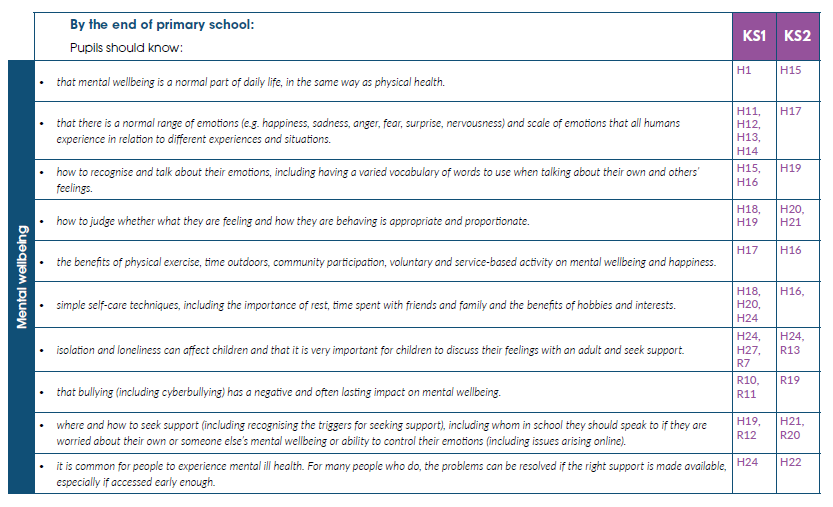 By the end of primary school:
Pupils should know:
KS1 KS2
Mental wellbeing
• that mental wellbeing is a normal part of daily life, in the same way as physical health.
H1
H15
• that there is a normal range of emotions (e.g. happiness, sadness, anger, fear, surprise, nervousness) and scale of emotions that all humans
experience in relation to different experiences and situations.
H11,
H12,
H13,
H14
H17
• how to recognise and talk about their emotions, including having a varied vocabulary of words to use when talking about their own and others'
feelings.
H15,
H16
H19
• how to judge whether what they are feeling and how they are behaving is appropriate and proportionate.
H18,
H19
H20,
H21
• the benefits of physical exercise, time outdoors, community participation, voluntary and service-based activity on mental wellbeing and happiness.
H17
H16
• simple self-care techniques, including the importance of rest, time spent with friends and family and the benefits of hobbies and interests.
H18,
H20,
H24
H16,
• isolation and loneliness can affect children and that it is very important for children to discuss their feelings with an adult and seek support.
H24,
H27,
R7
H24,
R13
• that bullying (including cyberbullying) has a negative and often lasting impact on mental wellbeing.
R10,
R11
R19
• where and how to seek support (including recognising the triggers for seeking support), including whom in school they should speak to if they are
worried about their own or someone else's mental wellbeing or ability to control their emotions (including issues arising online).
H19,
R12
H21,
R20
• it is common for people to experience mental ill health. For many people who do, the problems can be resolved if the right support is made available,
especially if accessed early enough.
H24
H22